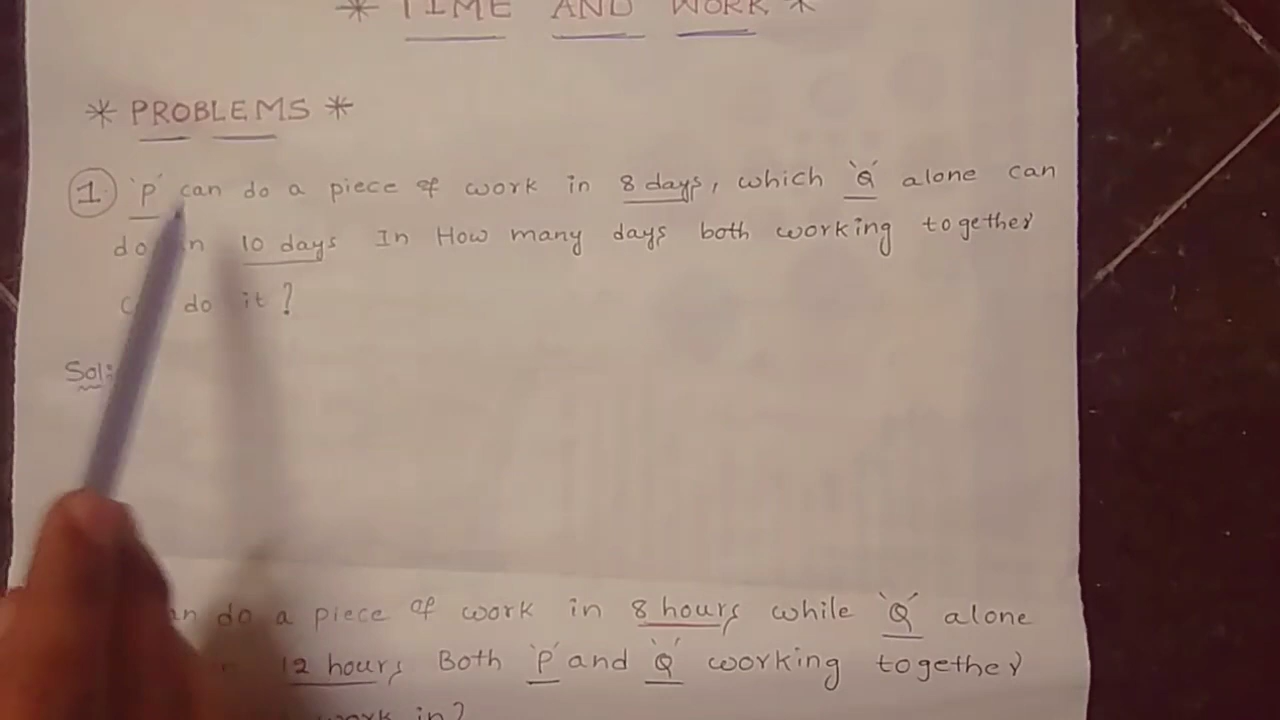 * TIME AND WORK *
* PROBLEMS *
1 'P' can do a piece of work in 8 days, which 'Q' alone can
do in 10 days In How many days both working together
do it?
Sol:
do a piece of work in 8 hours while 'Q' alone
12 hours Both 'P' and 'Q' working together
work in?